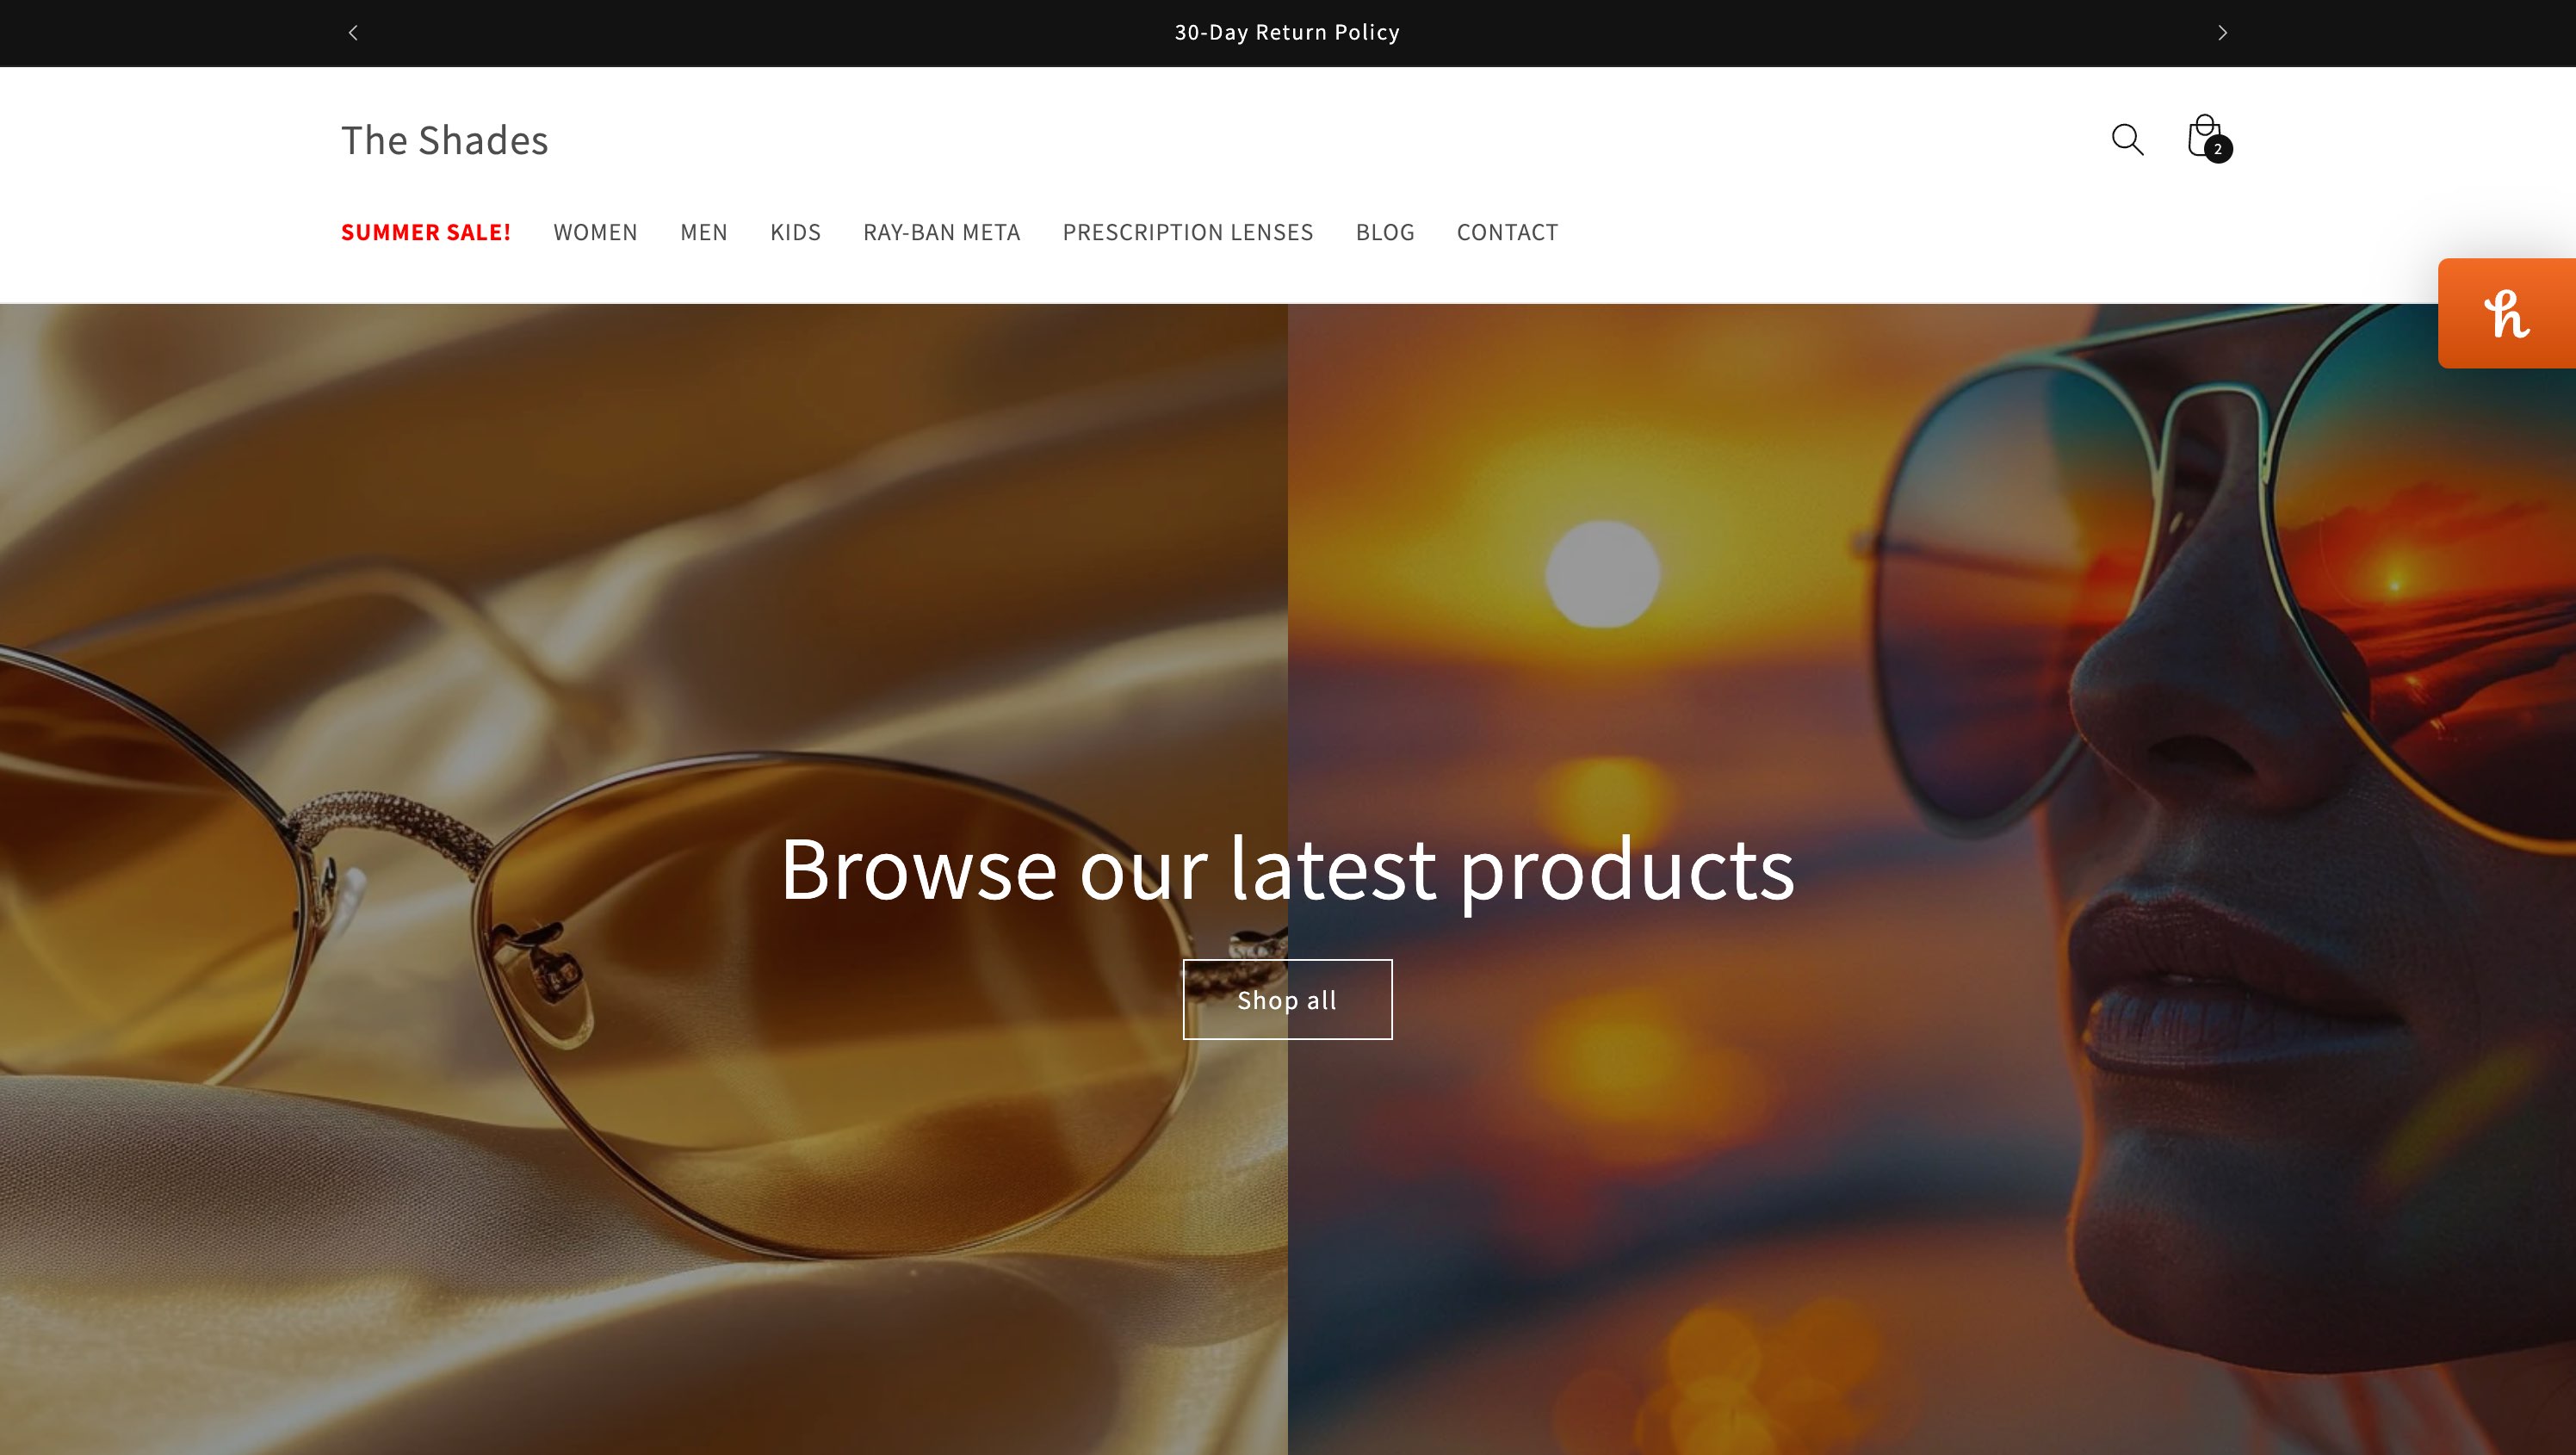 30-Day Return Policy
The Shades
2
SUMMER SALE! WOMEN MEN KIDS RAY-BAN META PRESCRIPTION LENSES BLOG CONTACT
h
Browse our latest products
Shop all